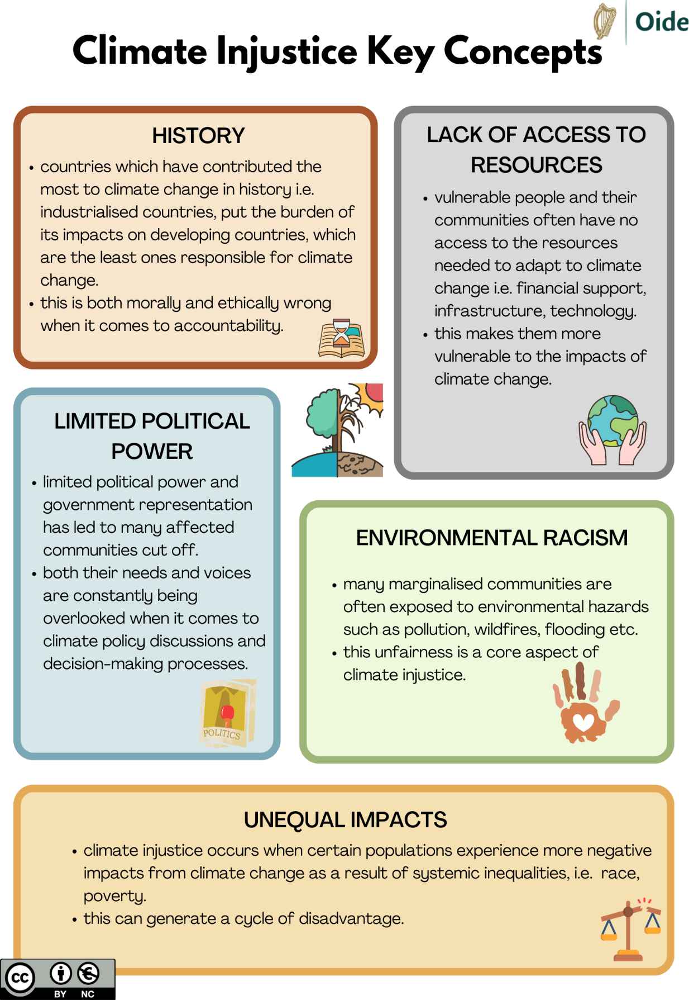 Oide
Climate Injustice Key Concepts
HISTORY
• countries which have contributed the
most to climate change in history i.e.
industrialised countries, put the burden of
its impacts on developing countries, which
are the least ones responsible for climate
change.
• this is both morally and ethically wrong
when it comes to accountability.
LACK OF ACCESS TO
RESOURCES
• vulnerable people and their
communities often have no
access to the resources
needed to adapt to climate
change i.e. financial support,
infrastructure, technology.
• this makes them more
vulnerable to the impacts of
climate change.
LIMITED POLITICAL
POWER
• limited political power and
government representation
has led to many affected
communities cut off.
• both their needs and voices
are constantly being
overlooked when it comes to
climate policy discussions and
decision-making processes.
POLITICS
ENVIRONMENTAL RACISM
• many marginalised communities are
often exposed to environmental hazards
such as pollution, wildfires, flooding etc.
• this unfairness is a core aspect of
climate injustice.
UNEQUAL IMPACTS
• climate injustice occurs when certain populations experience more negative
impacts from climate change as a result of systemic inequalities, i.e.  race,
poverty.
• this can generate a cycle of disadvantage.
cc
BY NC